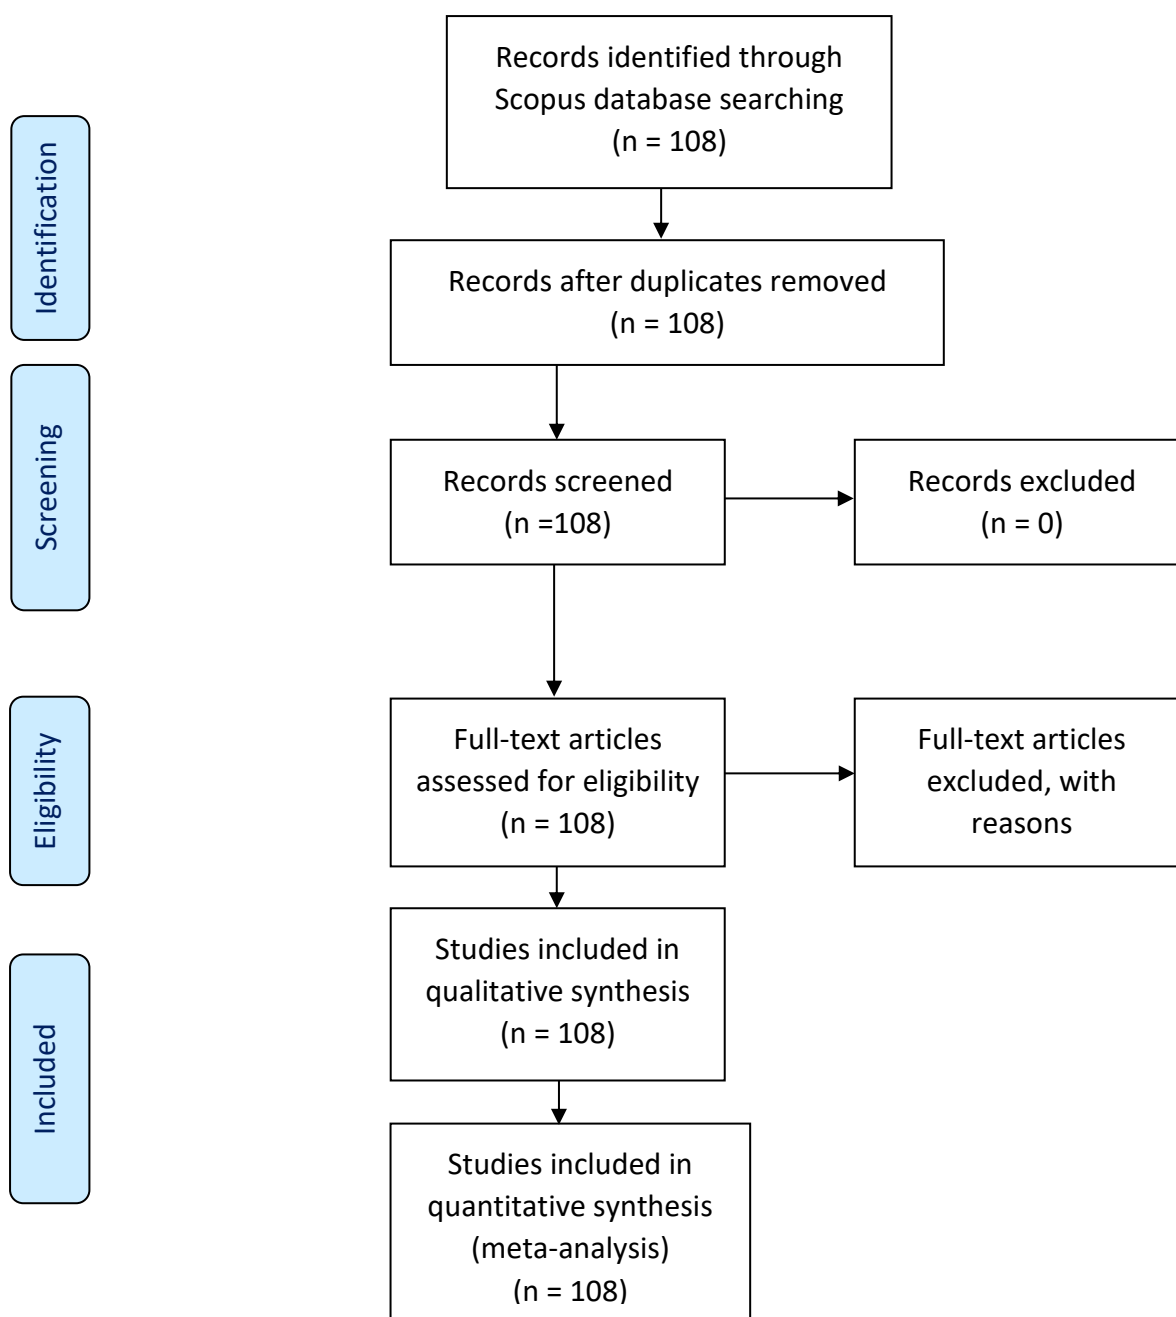 Records identified through
Scopus database searching
(n = 108)
Identification
Records after duplicates removed
(n = 108)
Screening
Records screened
(n =108)
Records excluded
(n = 0)
Eligibility
Full-text articles
assessed for eligibility
(n = 108)
Full-text articles
excluded, with
reasons
Included
Studies included in
qualitative synthesis
(n = 108)
Studies included in
quantitative synthesis
(meta-analysis)
(n = 108)